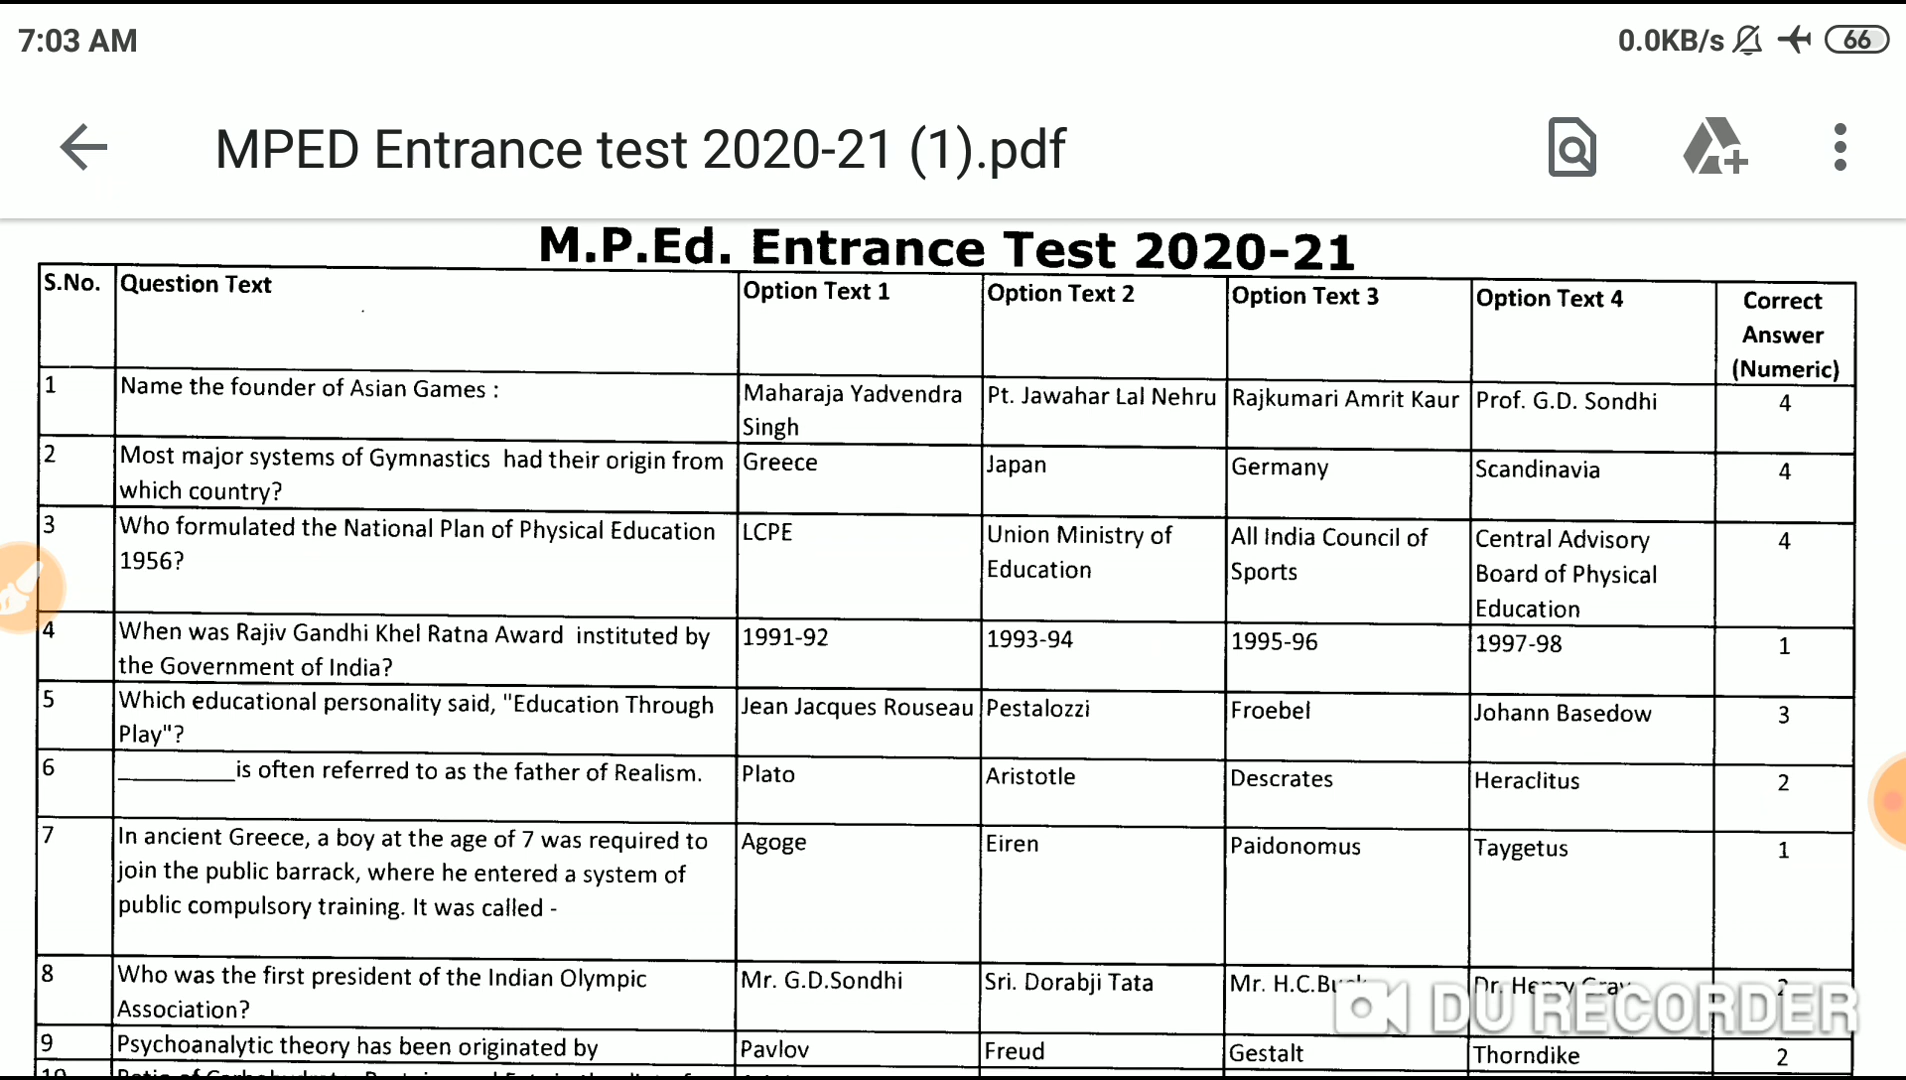 7:03 AM
0.0KB/s
66
MPED Entrance test 2020-21 (1).pdf
M.P.Ed. Entrance Test 2020-21
S.No. Question Text Option Text 1 Option Text 2 Option Text 3 Option Text 4 Correct
Answer
(Numeric)
1 Name the founder of Asian Games : Maharaja Yadvendra Pt. Jawahar Lal Nehru Rajkumari Amrit Kaur Prof. G.D. Sondhi 4
Singh
2 Most major systems of Gymnastics had their origin from Greece Japan Germany Scandinavia 4
which country?
3 Who formulated the National Plan of Physical Education LCPE Union Ministry of All India Council of Central Advisory 4
1956? Education Sports Board of Physical
Education
4 When was Rajiv Gandhi Khel Ratna Award instituted by 1991-92 1993-94 1995-96 1997-98 1
the Government of India?
5 Which educational personality said, "Education Through Jean Jacques Rouseau Pestalozzi Froebel Johann Basedow 3
Play"?
6 __________is often referred to as the father of Realism. Plato Aristotle Descrates Heraclitus 2
7 In ancient Greece, a boy at the age of 7 was required to Agoge Eiren Paidonomus Taygetus 1
join the public barrack, where he entered a system of
public compulsory training. It was called -
8 Who was the first president of the Indian Olympic Mr. G.D.Sondhi Sri. Dorabji Tata Mr. H.C.Buck Dr. Henry Gray 2
Association?
DU RECORDER
9 Psychoanalytic theory has been originated by Pavlov Freud Gestalt Thorndike 2